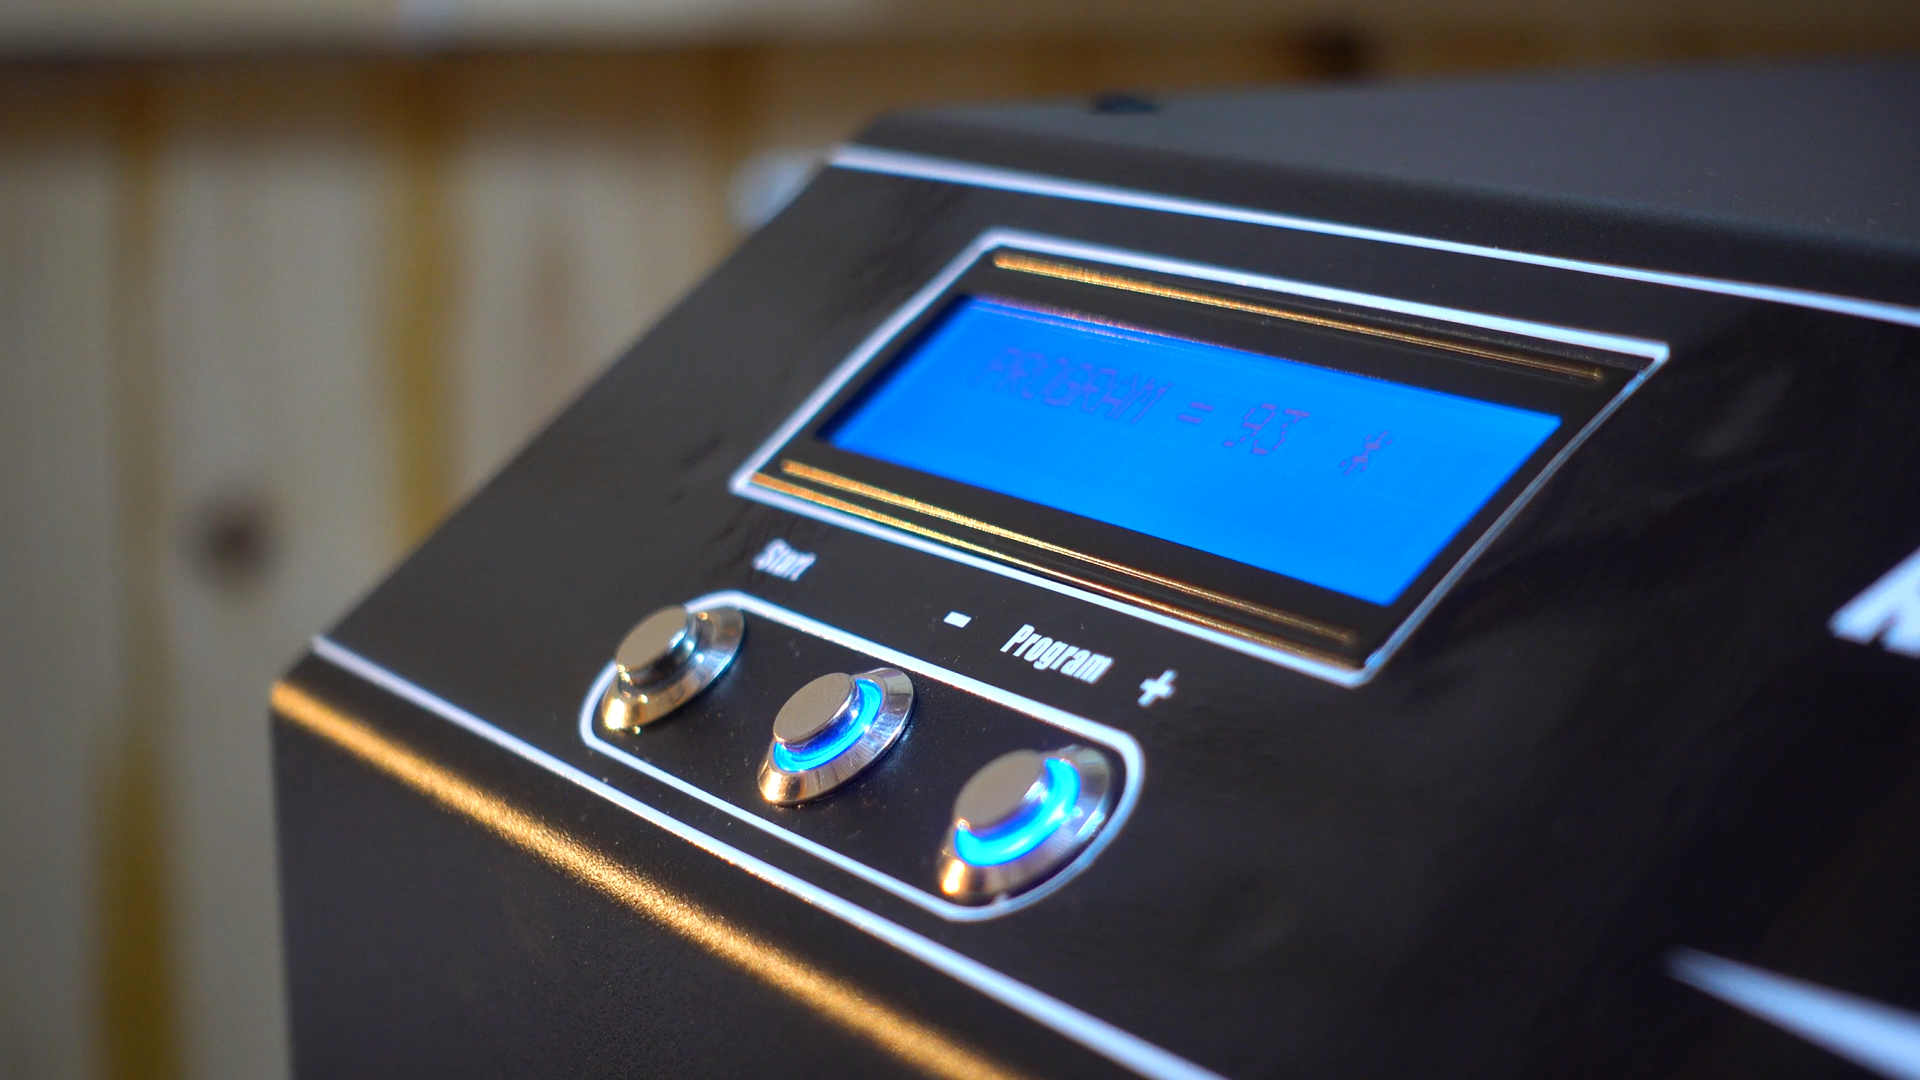 PROGRAM = 93 *
Start
- Program +